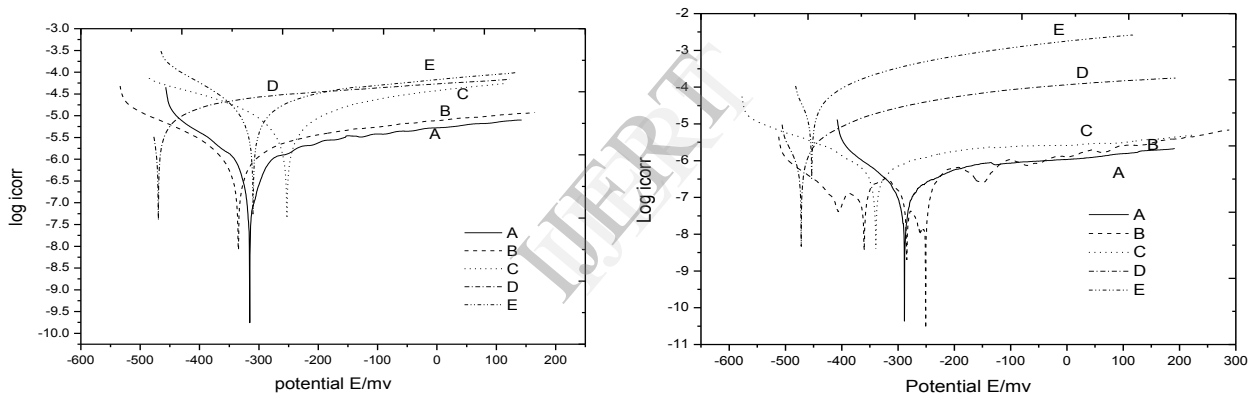 -3.0
-3.5
-4.0
-4.5
-5.0
-5.5
-6.0
-6.5
-7.0
-7.5
-8.0
-8.5
-9.0
-9.5
-10.0
log icorr
D
E
C
B
A
A
B
C
D
E
-600 -500 -400 -300 -200 -100 0 100 200
potential E/mv
IJERT
-2
-3
-4
-5
-6
-7
-8
-9
-10
-11
Log icorr
E
D
C
B
A
A
B
C
D
E
-600 -500 -400 -300 -200 -100 0 100 200 300
Potential E/mv